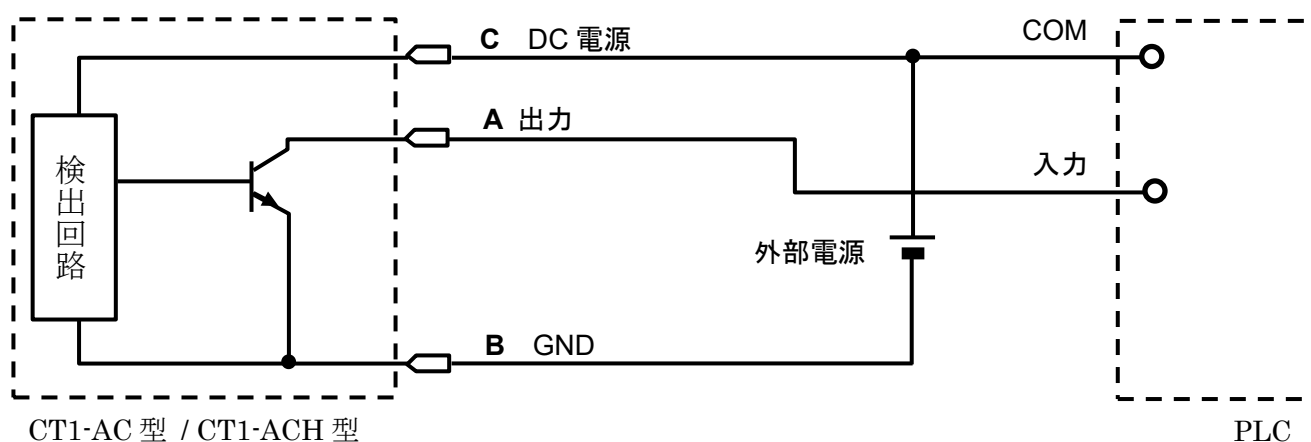 C DC 電源
COM
A 出力
検出回路
入力
外部電源
B GND
CT1-AC 型 / CT1-ACH 型
PLC